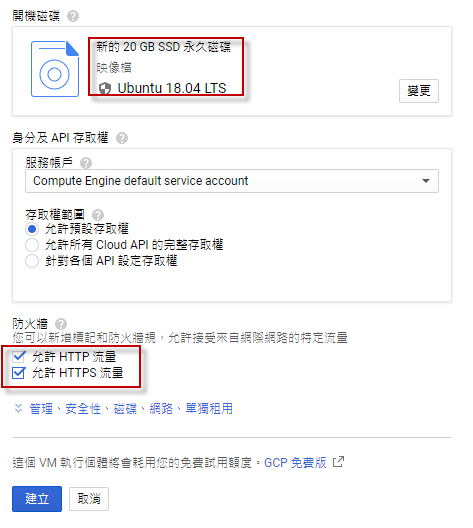 開機磁碟
新的 20 GB SSD 永久磁碟
映像檔
Ubuntu 18.04 LTS
變更
身分及 API 存取權
服務帳戶
Compute Engine default service account
存取權範圍
允許預設存取權
允許所有 Cloud API 的完整存取權
針對各個 API 設定存取權
防火牆
您可以新增標記和防火牆規，允許接受來自網際網路的特定流量
允許 HTTP 流量
允許 HTTPS 流量
管理、安全性、磁碟、網路、單獨租用
這個 VM 執行個體將會耗用您的免費試用額度。GCP 免費版
建立
取消